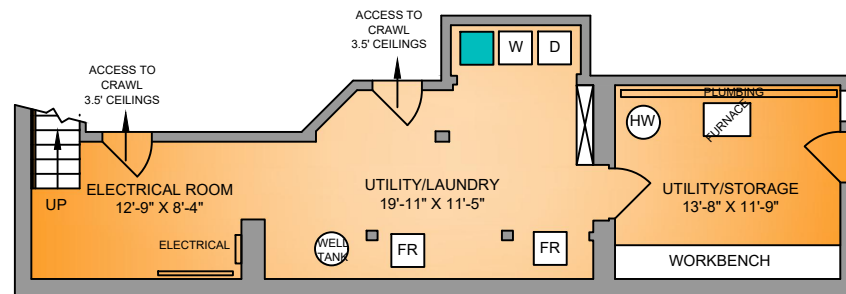 ACCESS TO
CRAWL
3.5' CEILINGS
ACCESS TO
CRAWL
3.5' CEILINGS
W
D
PLUMBING
HW
FURNACE
UP
ELECTRICAL ROOM
12'-9" X 8'-4"
UTILITY/LAUNDRY
19'-11" X 11'-5"
UTILITY/STORAGE
13'-8" X 11'-9"
ELECTRICAL
WELL
TANK
FR
FR
WORKBENCH